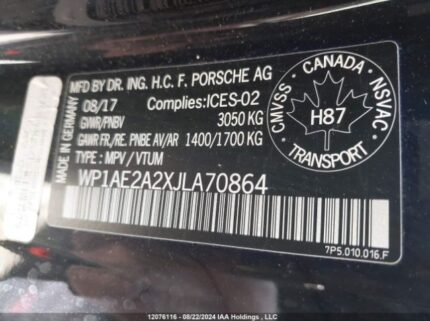 MFD BY DR. ING. H.C. F. PORSCHE AG
08/17 Complies:ICES-02
GVWR/PNBV 3050 KG
GAWR FR./RE. PNBE AV/AR 1400/1700 KG
TYPE : MPV / VTUM
WP1AE2A2XJLA70864
MADE IN GERMANY
CMVSS · CANADA · NSVAC
H87
TRANSPORT
7P5.010.016.F
12076116 - 08/22/2024 IAA Holdings , LLC